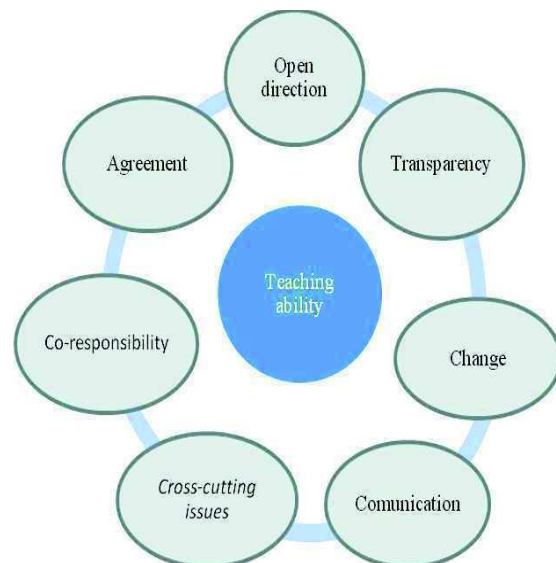 Open
direction
Agreement
Transparency
Teaching
ability
Co-responsibility
Change
Cross-cutting
issues
Comunication